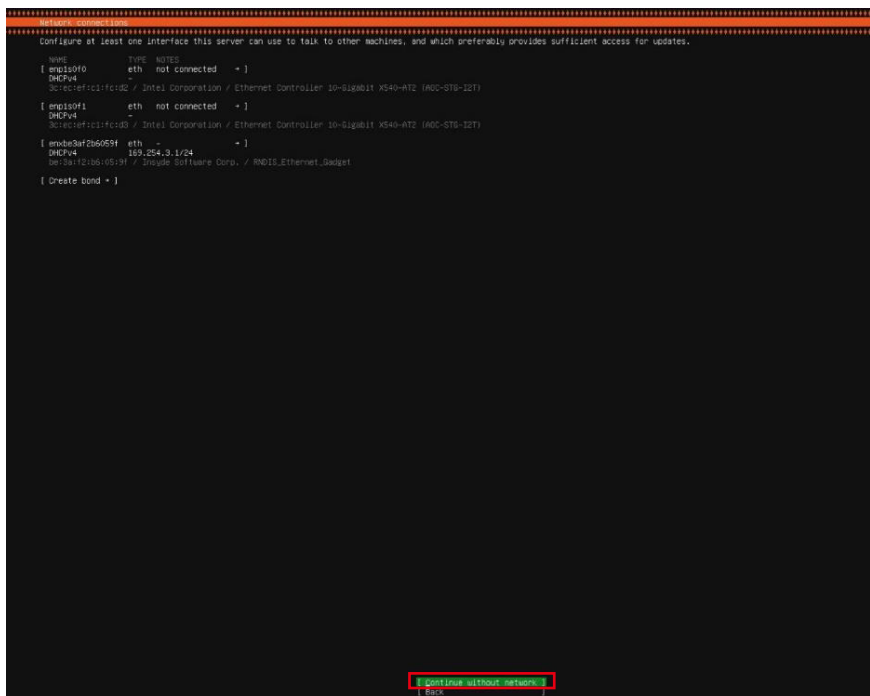 Network connections
Configure at least one interface this server can use to talk to other machines, and which preferably provides sufficient access for updates.
NAME TYPE NOTES
[ enp1s0f0 eth not connected → ]
DHCPv4 -
3c:ec:ef:c1:fc:d2 / Intel Corporation / Ethernet Controller 10-Gigabit X540-AT2 (AOC-STG-I2T)
[ enp1s0f1 eth not connected → ]
DHCPv4 -
3c:ec:ef:c1:fc:d3 / Intel Corporation / Ethernet Controller 10-Gigabit X540-AT2 (AOC-STG-I2T)
[ enxbe3af2b6059f eth - → ]
DHCPv4 169.254.3.1/24
be:3a:f2:b6:05:9f / Insyde Software Corp. / RNDIS_Ethernet_Gadget
[ Create bond → ]
[ Continue without network ]
[ Back ]